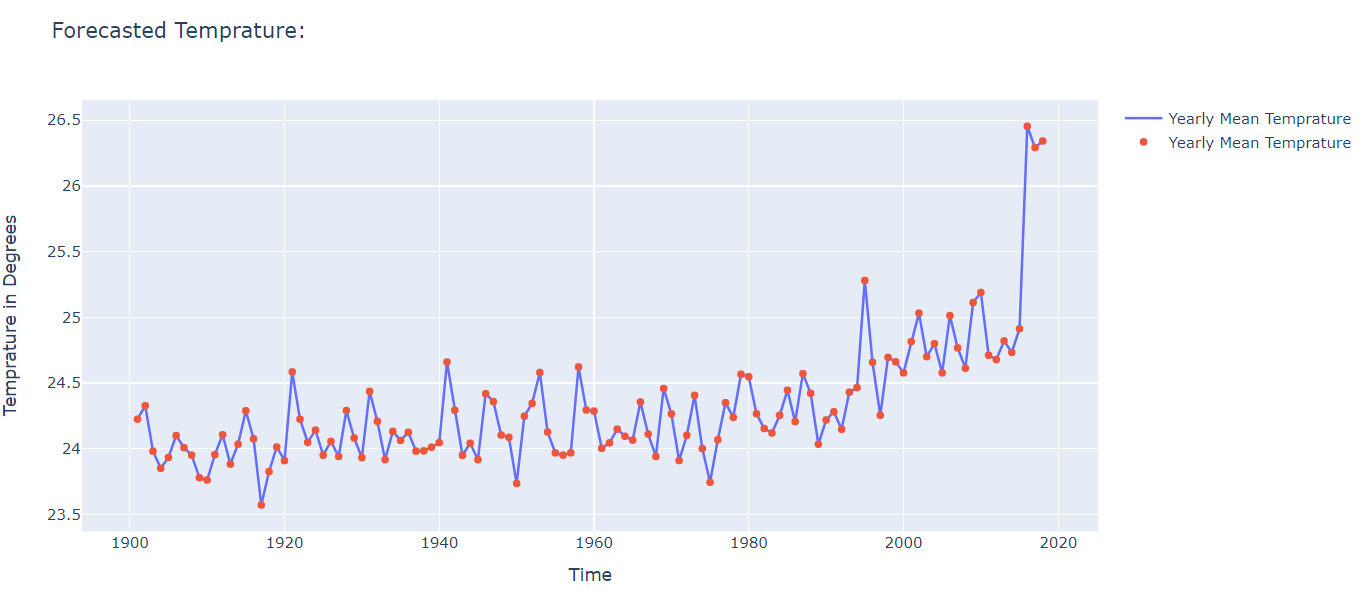 Forecasted Temprature:
Yearly Mean Temprature
Yearly Mean Temprature
Temprature in Degrees
26.5
26
25.5
25
24.5
24
23.5
1900 1920 1940 1960 1980 2000 2020
Time